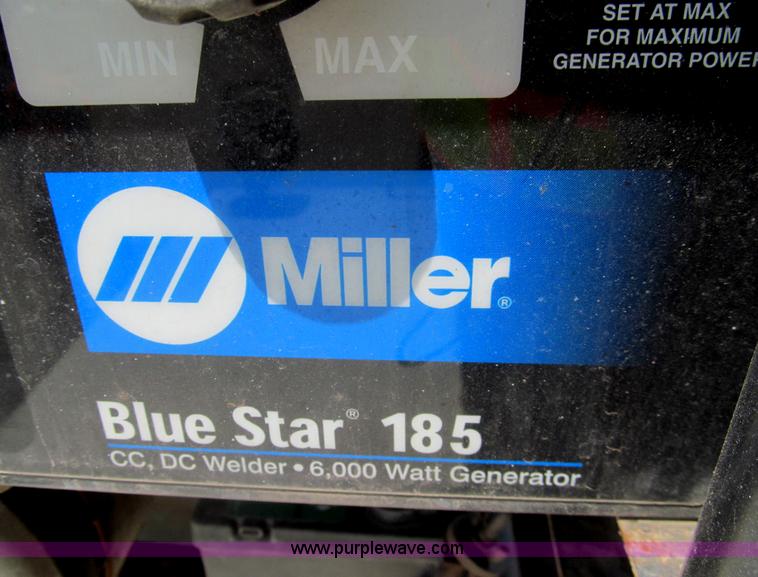 SET AT MAX
FOR MAXIMUM
GENERATOR POWER
MIN MAX
Miller®
Blue Star® 185
CC, DC Welder • 6,000 Watt Generator
www.purplewave.com